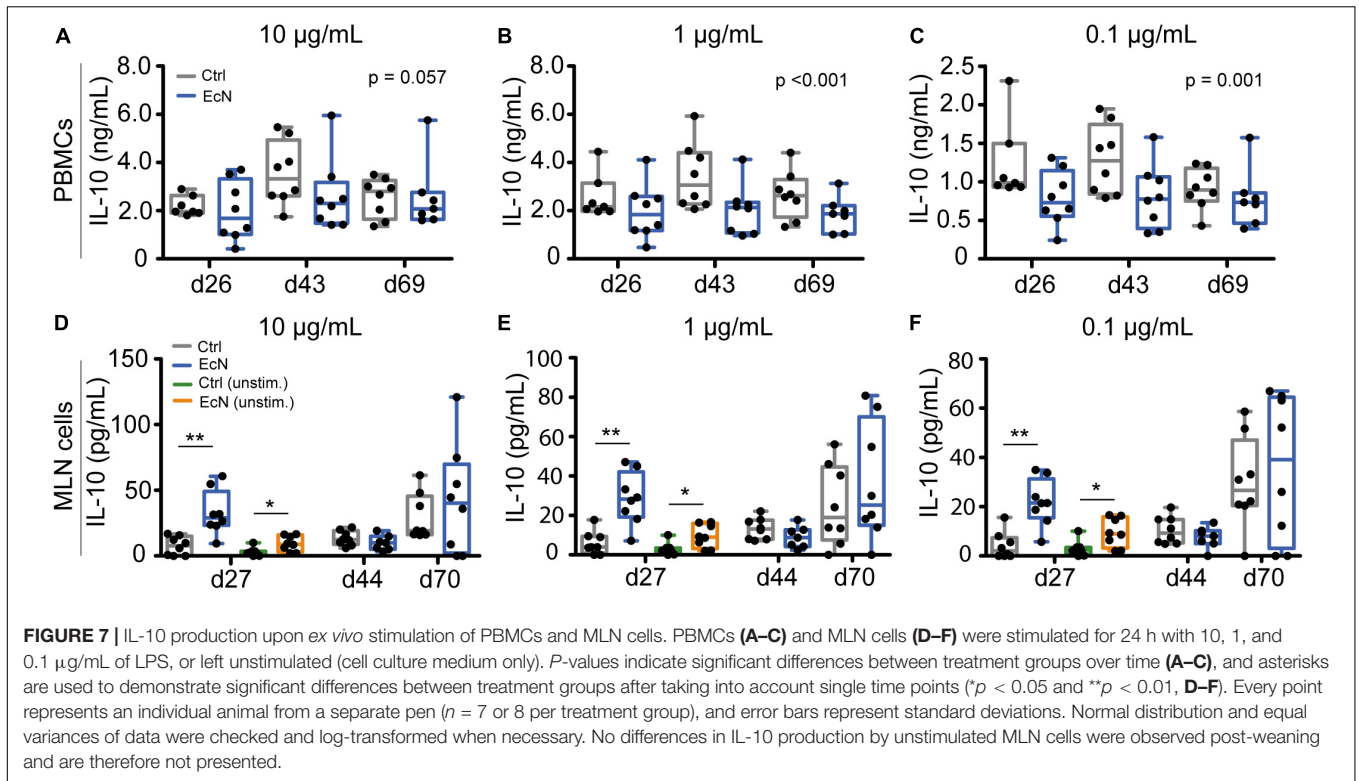 A
10 µg/mL
B
1 µg/mL
C
0.1 µg/mL
PBMCs
IL-10 (ng/mL)
8.0
6.0
4.0
2.0
0
Ctrl
EcN
p = 0.057
d26
d43
d69
IL-10 (ng/mL)
8.0
6.0
4.0
2.0
0
p <0.001
d26
d43
d69
IL-10 (ng/mL)
2.5
2.0
1.5
1.0
0.5
0
p = 0.001
d26
d43
d69
D
10 µg/mL
E
1 µg/mL
F
0.1 µg/mL
MLN cells
IL-10 (pg/mL)
150
100
50
0
Ctrl
EcN
Ctrl (unstim.)
EcN (unstim.)
**
*
d27
d44
d70
IL-10 (pg/mL)
100
80
60
40
20
0
**
*
d27
d44
d70
IL-10 (pg/mL)
80
60
40
20
0
**
*
d27
d44
d70
FIGURE 7 | IL-10 production upon ex vivo stimulation of PBMCs and MLN cells. PBMCs (A–C) and MLN cells (D–F) were stimulated for 24 h with 10, 1, and
0.1 µg/mL of LPS, or left unstimulated (cell culture medium only). P-values indicate significant differences between treatment groups over time (A–C), and asterisks
are used to demonstrate significant differences between treatment groups after taking into account single time points (*p < 0.05 and **p < 0.01, D–F). Every point
represents an individual animal from a separate pen (n = 7 or 8 per treatment group), and error bars represent standard deviations. Normal distribution and equal
variances of data were checked and log-transformed when necessary. No differences in IL-10 production by unstimulated MLN cells were observed post-weaning
and are therefore not presented.